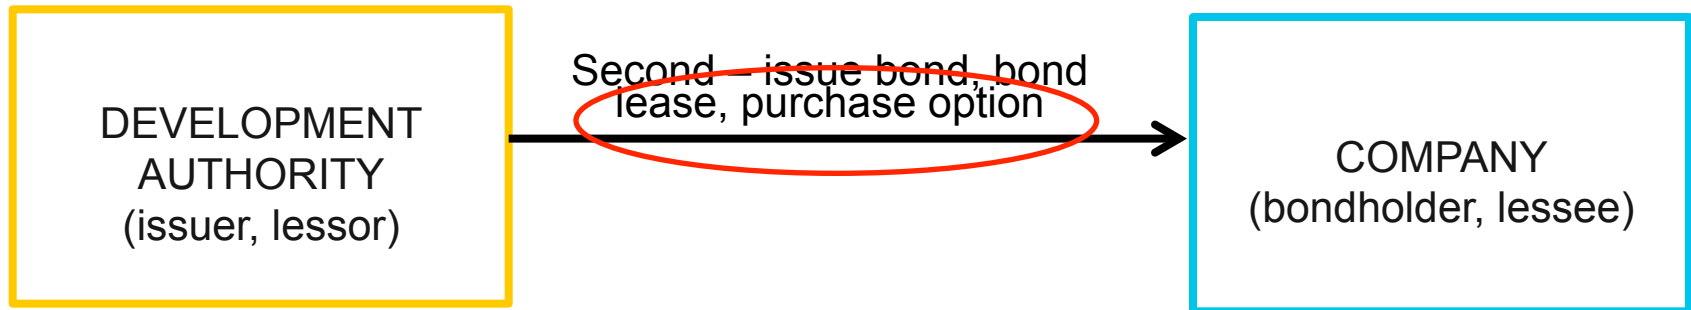 Second – issue bond, bond
lease, purchase option
DEVELOPMENT
AUTHORITY
(issuer, lessor)
COMPANY
(bondholder, lessee)